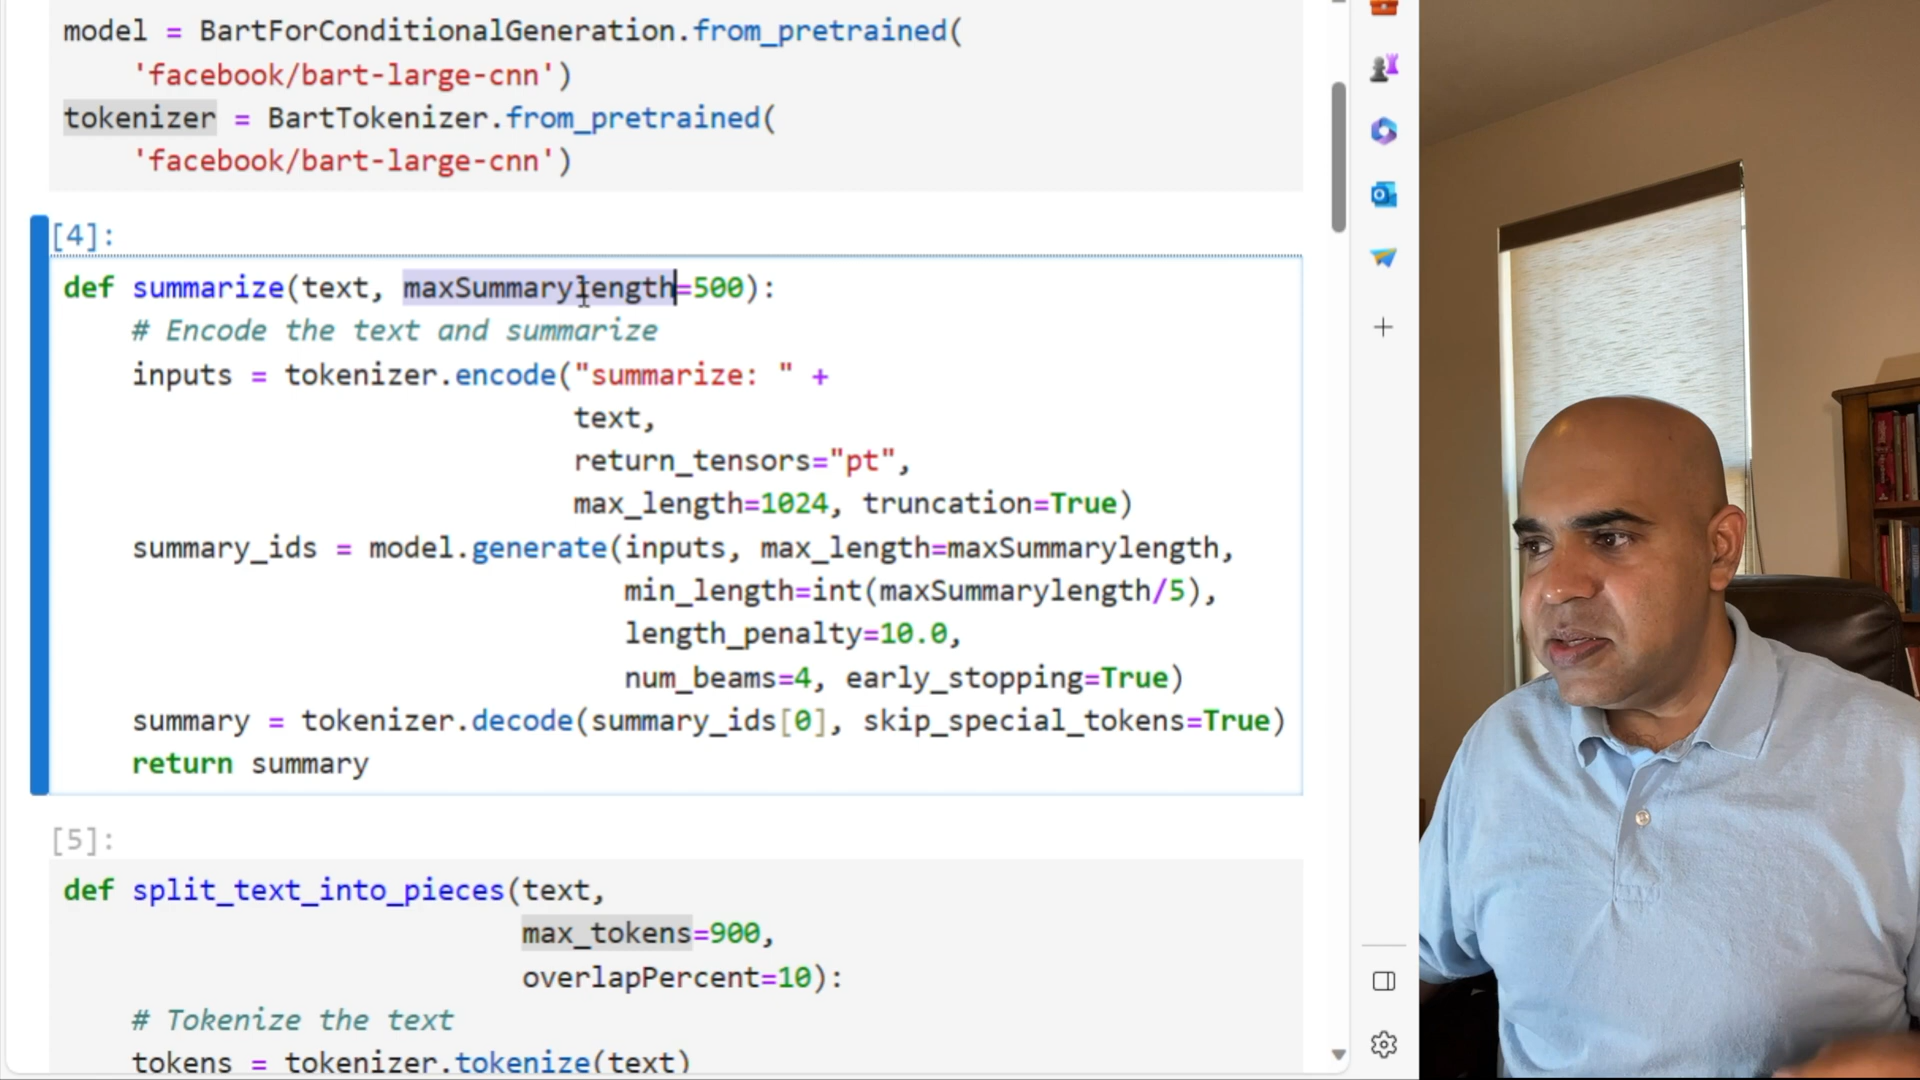 model = BartForConditionalGeneration.from_pretrained(
'facebook/bart-large-cnn')
tokenizer = BartTokenizer.from_pretrained(
'facebook/bart-large-cnn')
[4]:
def summarize(text, maxSummarylength=500):
# Encode the text and summarize
inputs = tokenizer.encode("summarize: " +
text,
return_tensors="pt",
max_length=1024, truncation=True)
summary_ids = model.generate(inputs, max_length=maxSummarylength,
min_length=int(maxSummarylength/5),
length_penalty=10.0,
num_beams=4, early_stopping=True)
summary = tokenizer.decode(summary_ids[0], skip_special_tokens=True)
return summary
[5]:
def split_text_into_pieces(text,
max_tokens=900,
overlapPercent=10):
# Tokenize the text
tokens = tokenizer.tokenize(text)